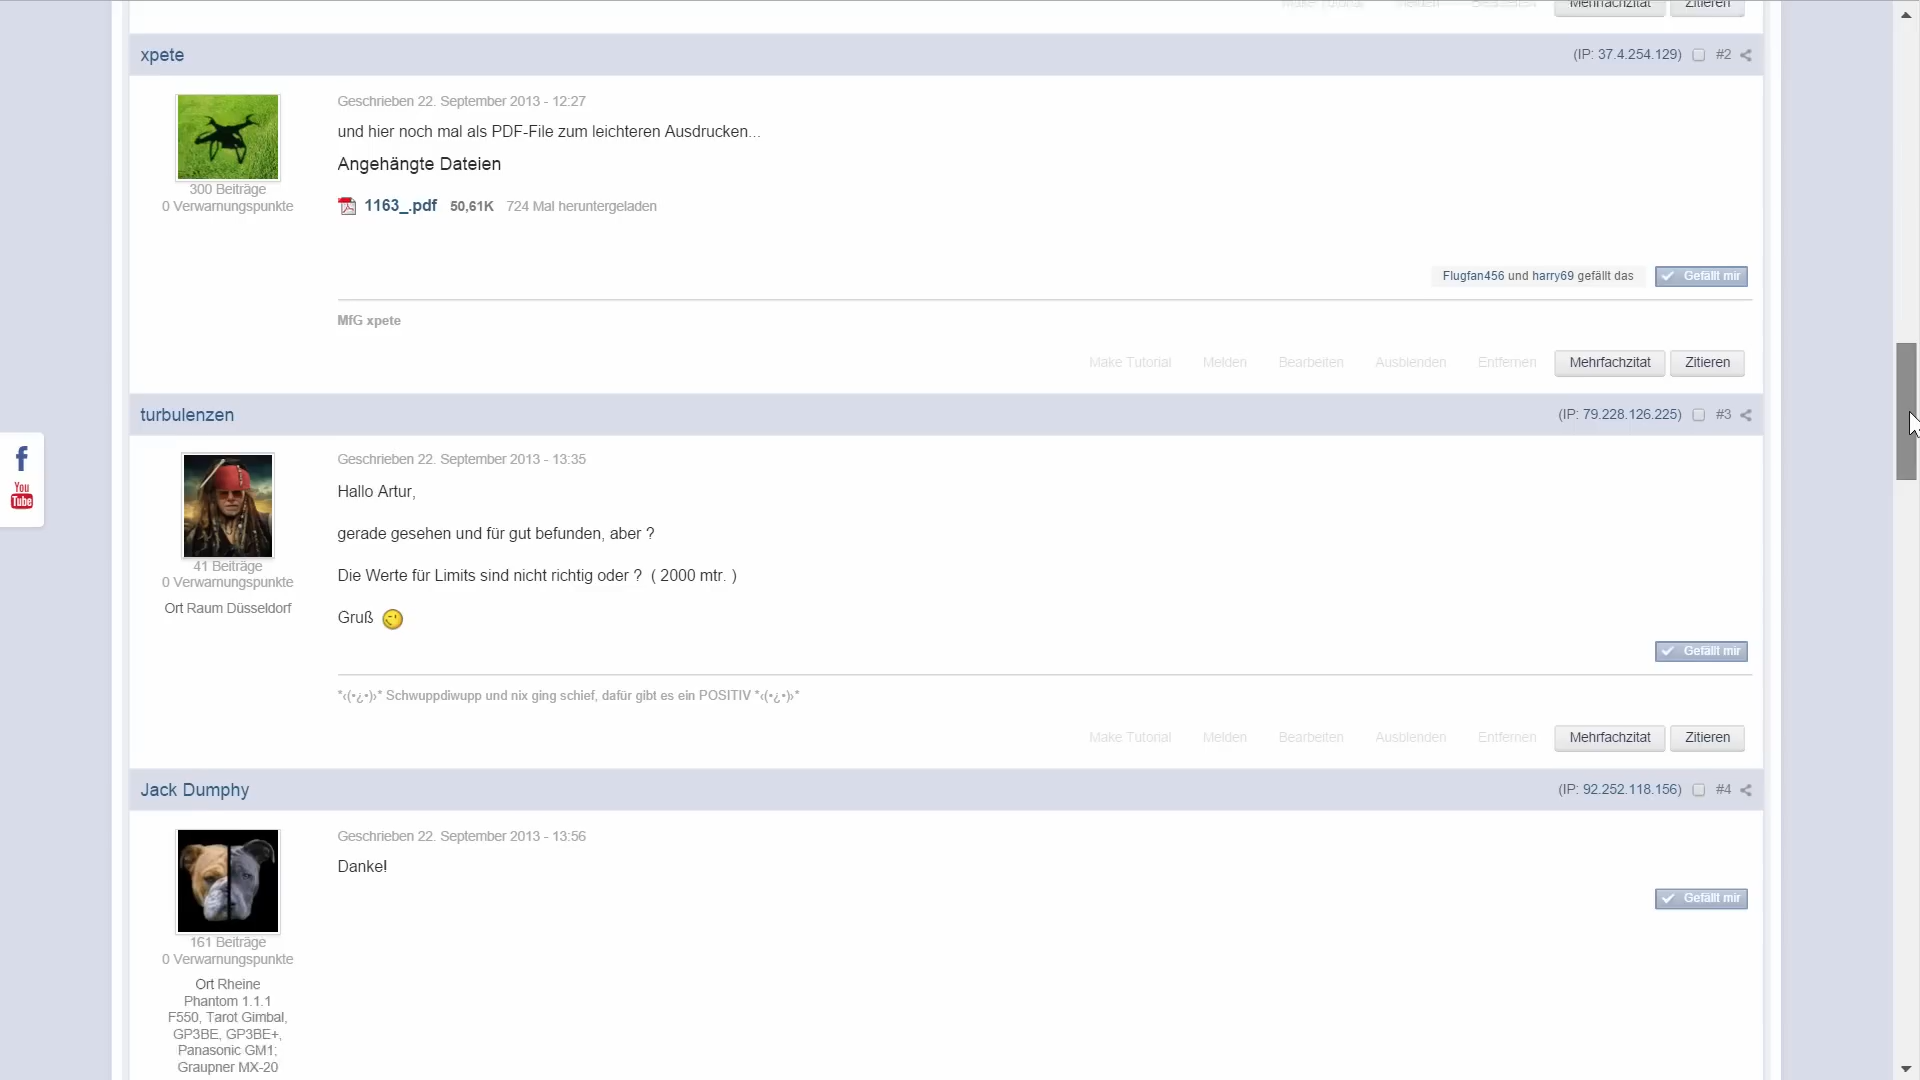 Mehrfachzitat Zitieren
xpete (IP: 37.4.254.129) #2
Geschrieben 22. September 2013 - 12:27
und hier noch mal als PDF-File zum leichteren Ausdrucken...
Angehängte Dateien
300 Beiträge
0 Verwarnungspunkte
1163_.pdf 50,61K 724 Mal heruntergeladen
Flugfan456 und harry69 gefällt das Gefällt mir
MfG xpete
Make Tutorial Melden Bearbeiten Ausblenden Entfernen Mehrfachzitat Zitieren
turbulenzen (IP: 79.228.126.225) #3
Geschrieben 22. September 2013 - 13:35
Hallo Artur,
gerade gesehen und für gut befunden, aber ?
Die Werte für Limits sind nicht richtig oder ? ( 2000 mtr. )
Gruß
41 Beiträge
0 Verwarnungspunkte
Ort Raum Düsseldorf
Gefällt mir
*‹(•¿•)›* Schwuppdiwupp und nix ging schief, dafür gibt es ein POSITIV *‹(•¿•)›*
Make Tutorial Melden Bearbeiten Ausblenden Entfernen Mehrfachzitat Zitieren
Jack Dumphy (IP: 92.252.118.156) #4
Geschrieben 22. September 2013 - 13:56
Danke!
Gefällt mir
161 Beiträge
0 Verwarnungspunkte
Ort Rheine
Phantom 1.1.1
F550, Tarot Gimbal,
GP3BE, GP3BE+,
Panasonic GM1;
Graupner MX-20
f
You
Tube